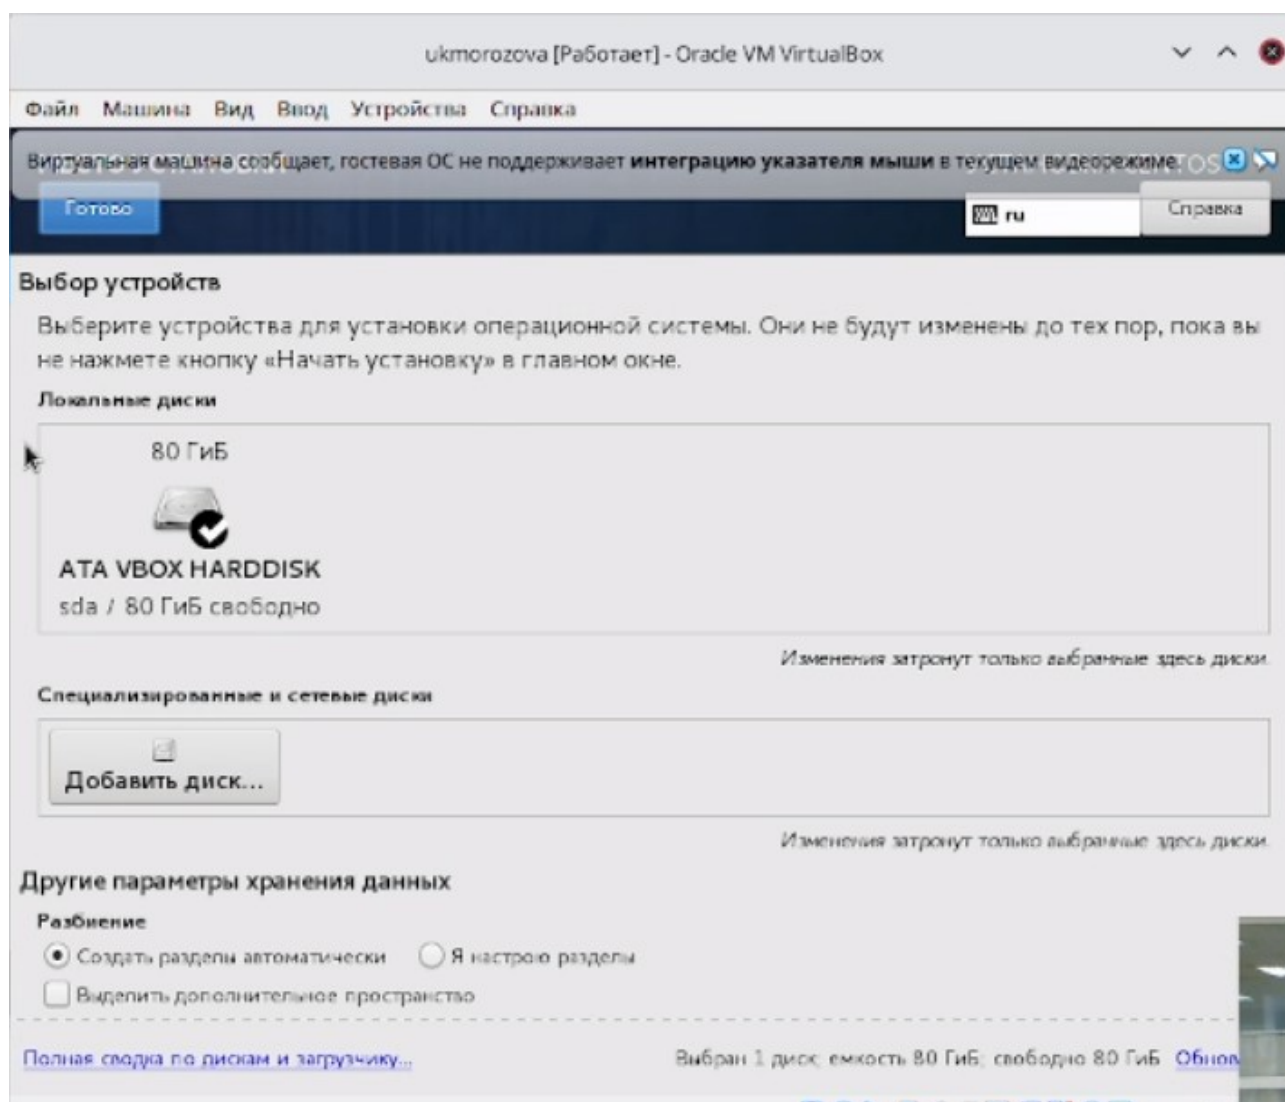 ukmorozova [Работает] - Oracle VM VirtualBox
Файл Машина Вид Ввод Устройства Справка
Виртуальная машина сообщает, гостевая ОС не поддерживает интеграцию указателя мыши в текущем видеорежиме.
Готово
ru
Справка
Выбор устройств
Выберите устройства для установки операционной системы. Они не будут изменены до тех пор, пока вы
не нажмете кнопку «Начать установку» в главном окне.
Локальные диски
80 ГиБ
ATA VBOX HARDDISK
sda / 80 ГиБ свободно
Изменения затронут только выбранные здесь диски.
Специализированные и сетевые диски
Добавить диск...
Изменения затронут только выбранные здесь диски.
Другие параметры хранения данных
Разбиение
Создать разделы автоматически Я настрою разделы
Выделить дополнительное пространство
Полная сводка по дискам и загрузчику...
Выбран 1 диск; емкость 80 ГиБ; свободно 80 ГиБ Обнов